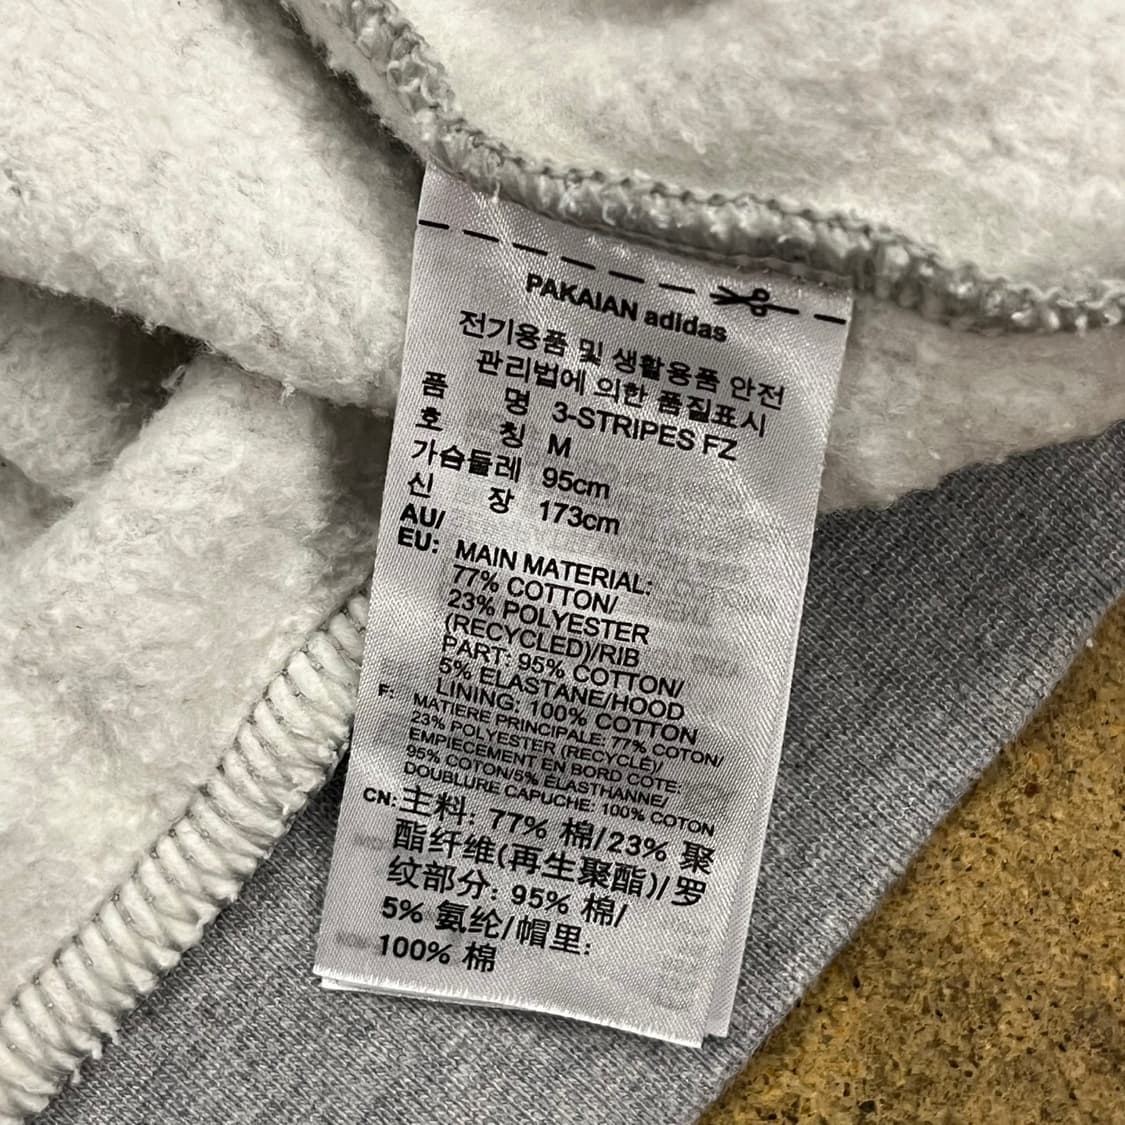 PAKAIAN adidas
전기용품 및 생활용품 안전
관리법에 의한 품질표시
품 명 3-STRIPES FZ
호 칭 M
가슴둘레 95cm
신 장 173cm
AU/
EU: MAIN MATERIAL:
77% COTTON/
23% POLYESTER
(RECYCLED)/RIB
PART: 95% COTTON/
5% ELASTANE/HOOD
LINING: 100% COTTON
F: MATIERE PRINCIPALE: 77% COTON/
23% POLYESTER (RECYCLE)/
EMPIECEMENT EN BORD COTE:
95% COTON/5% ELASTHANNE/
DOUBLURE CAPUCHE: 100% COTON
CN: 主料: 77% 棉/23% 聚
酯纤维(再生聚酯)/罗
纹部分: 95% 棉/
5% 氨纶/帽里:
100% 棉